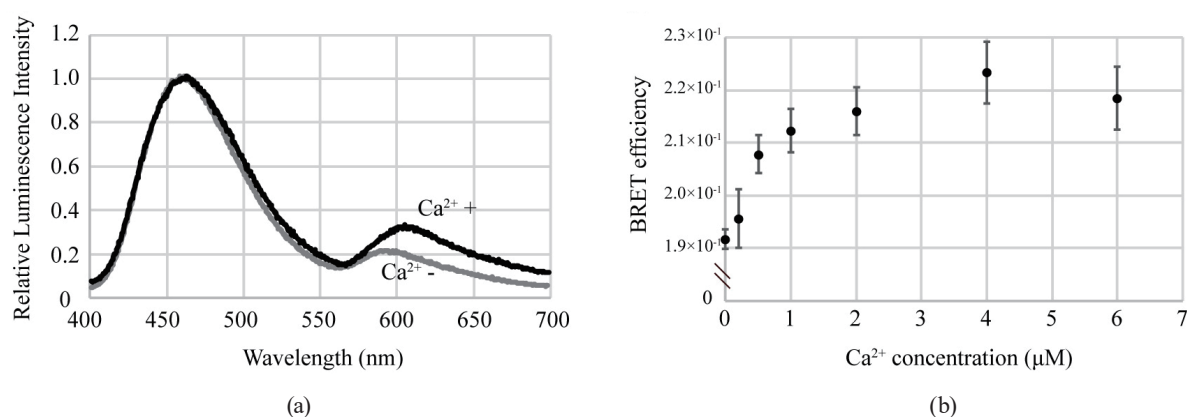 Relative Luminescence Intensity
1.2
1.0
1.0
0.6
0.4
0.2
0
Ca²⁺ +
Ca²⁺ -
400 450 500 550 600 650 700
Wavelength (nm)
(a)
BRET efficiency
2.3×10⁻¹
2.2×10⁻¹
2.1×10⁻¹
2.0×10⁻¹
1.9×10⁻¹
0
0 1 2 3 4 5 6 7
Ca²⁺ concentration (μM)
(b)